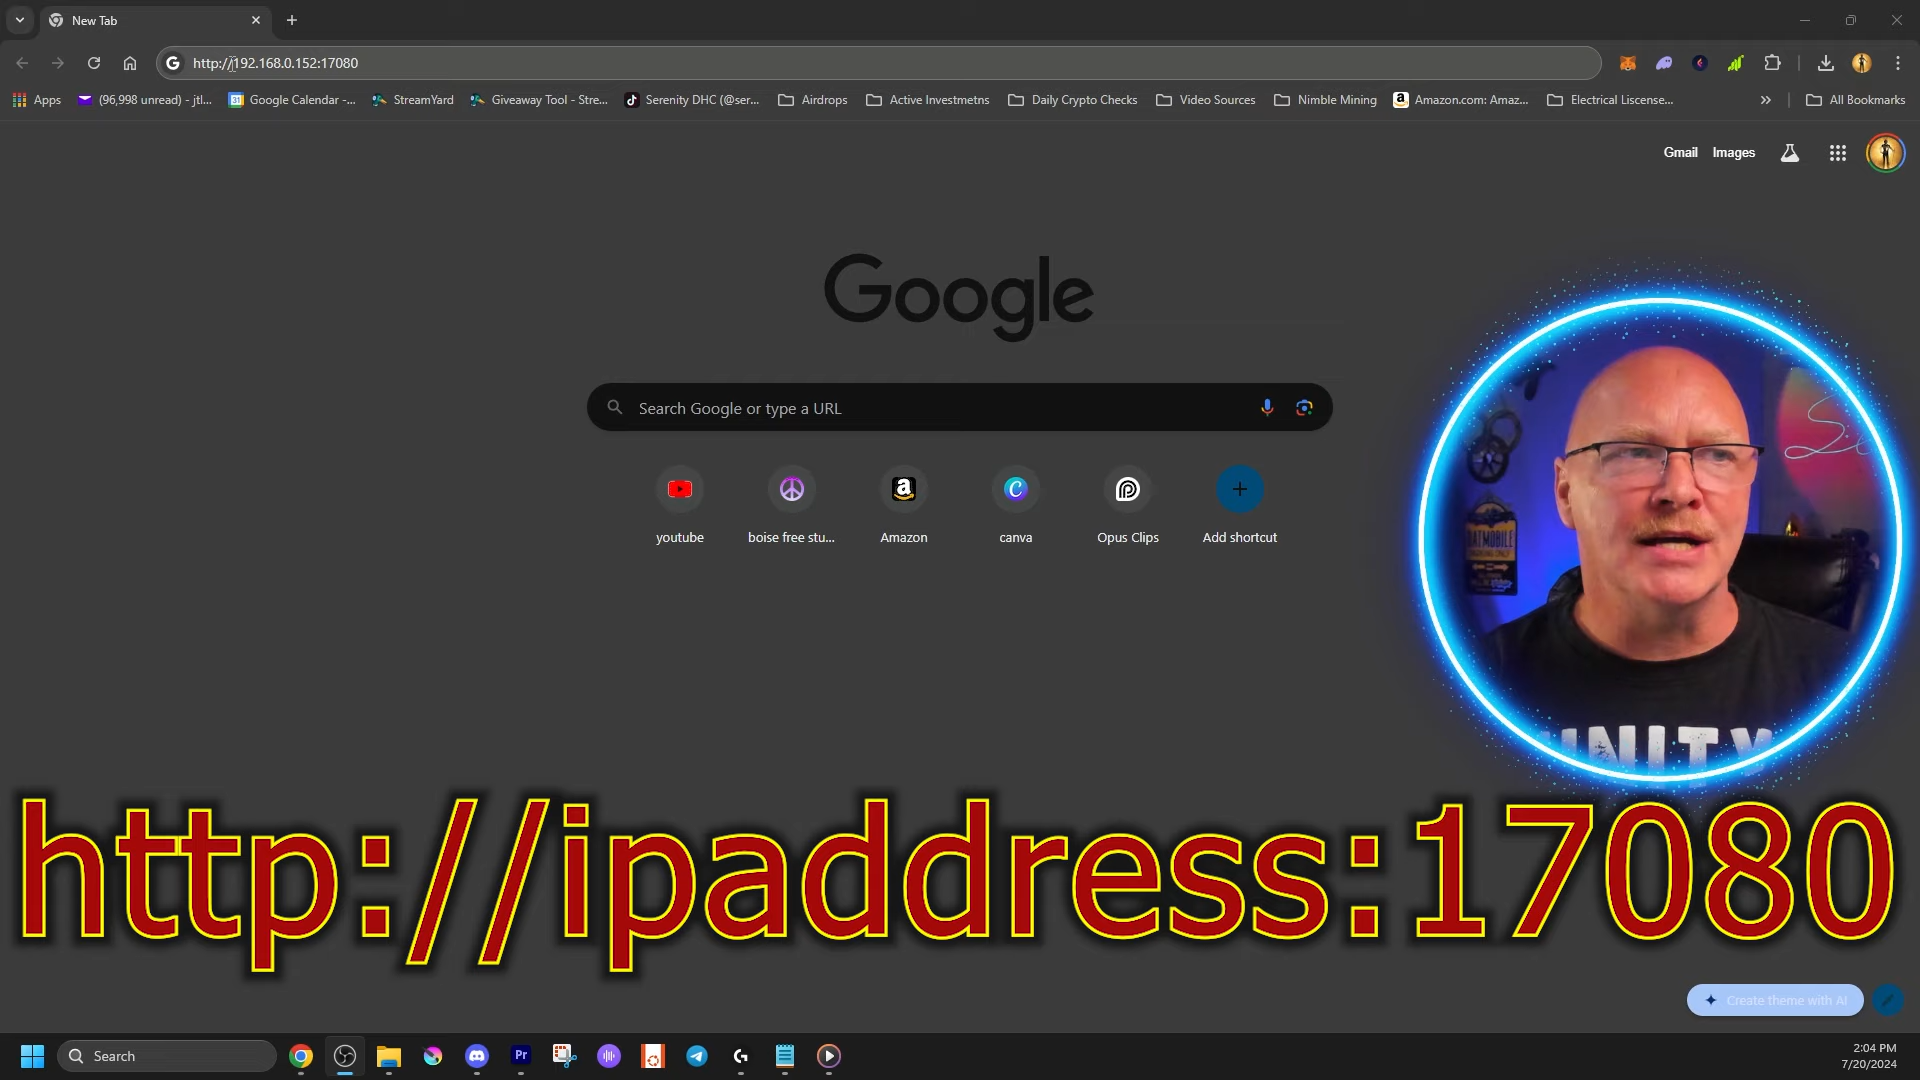 New Tab
http://192.168.0.152:17080
Apps
(96,998 unread) - jtl...
31
Google Calendar -...
StreamYard
Giveaway Tool - Stre...
Serenity DHC (@ser...
Airdrops
Active Investmetns
Daily Crypto Checks
Video Sources
Nimble Mining
Amazon.com: Amaz...
Electrical Liscense...
All Bookmarks
Gmail
Images
Google
Search Google or type a URL
youtube
boise free stu...
Amazon
canva
Opus Clips
Add shortcut
UNITY
http://ipaddress:17080
Create theme with AI
Search
Pr
2:04 PM
7/20/2024